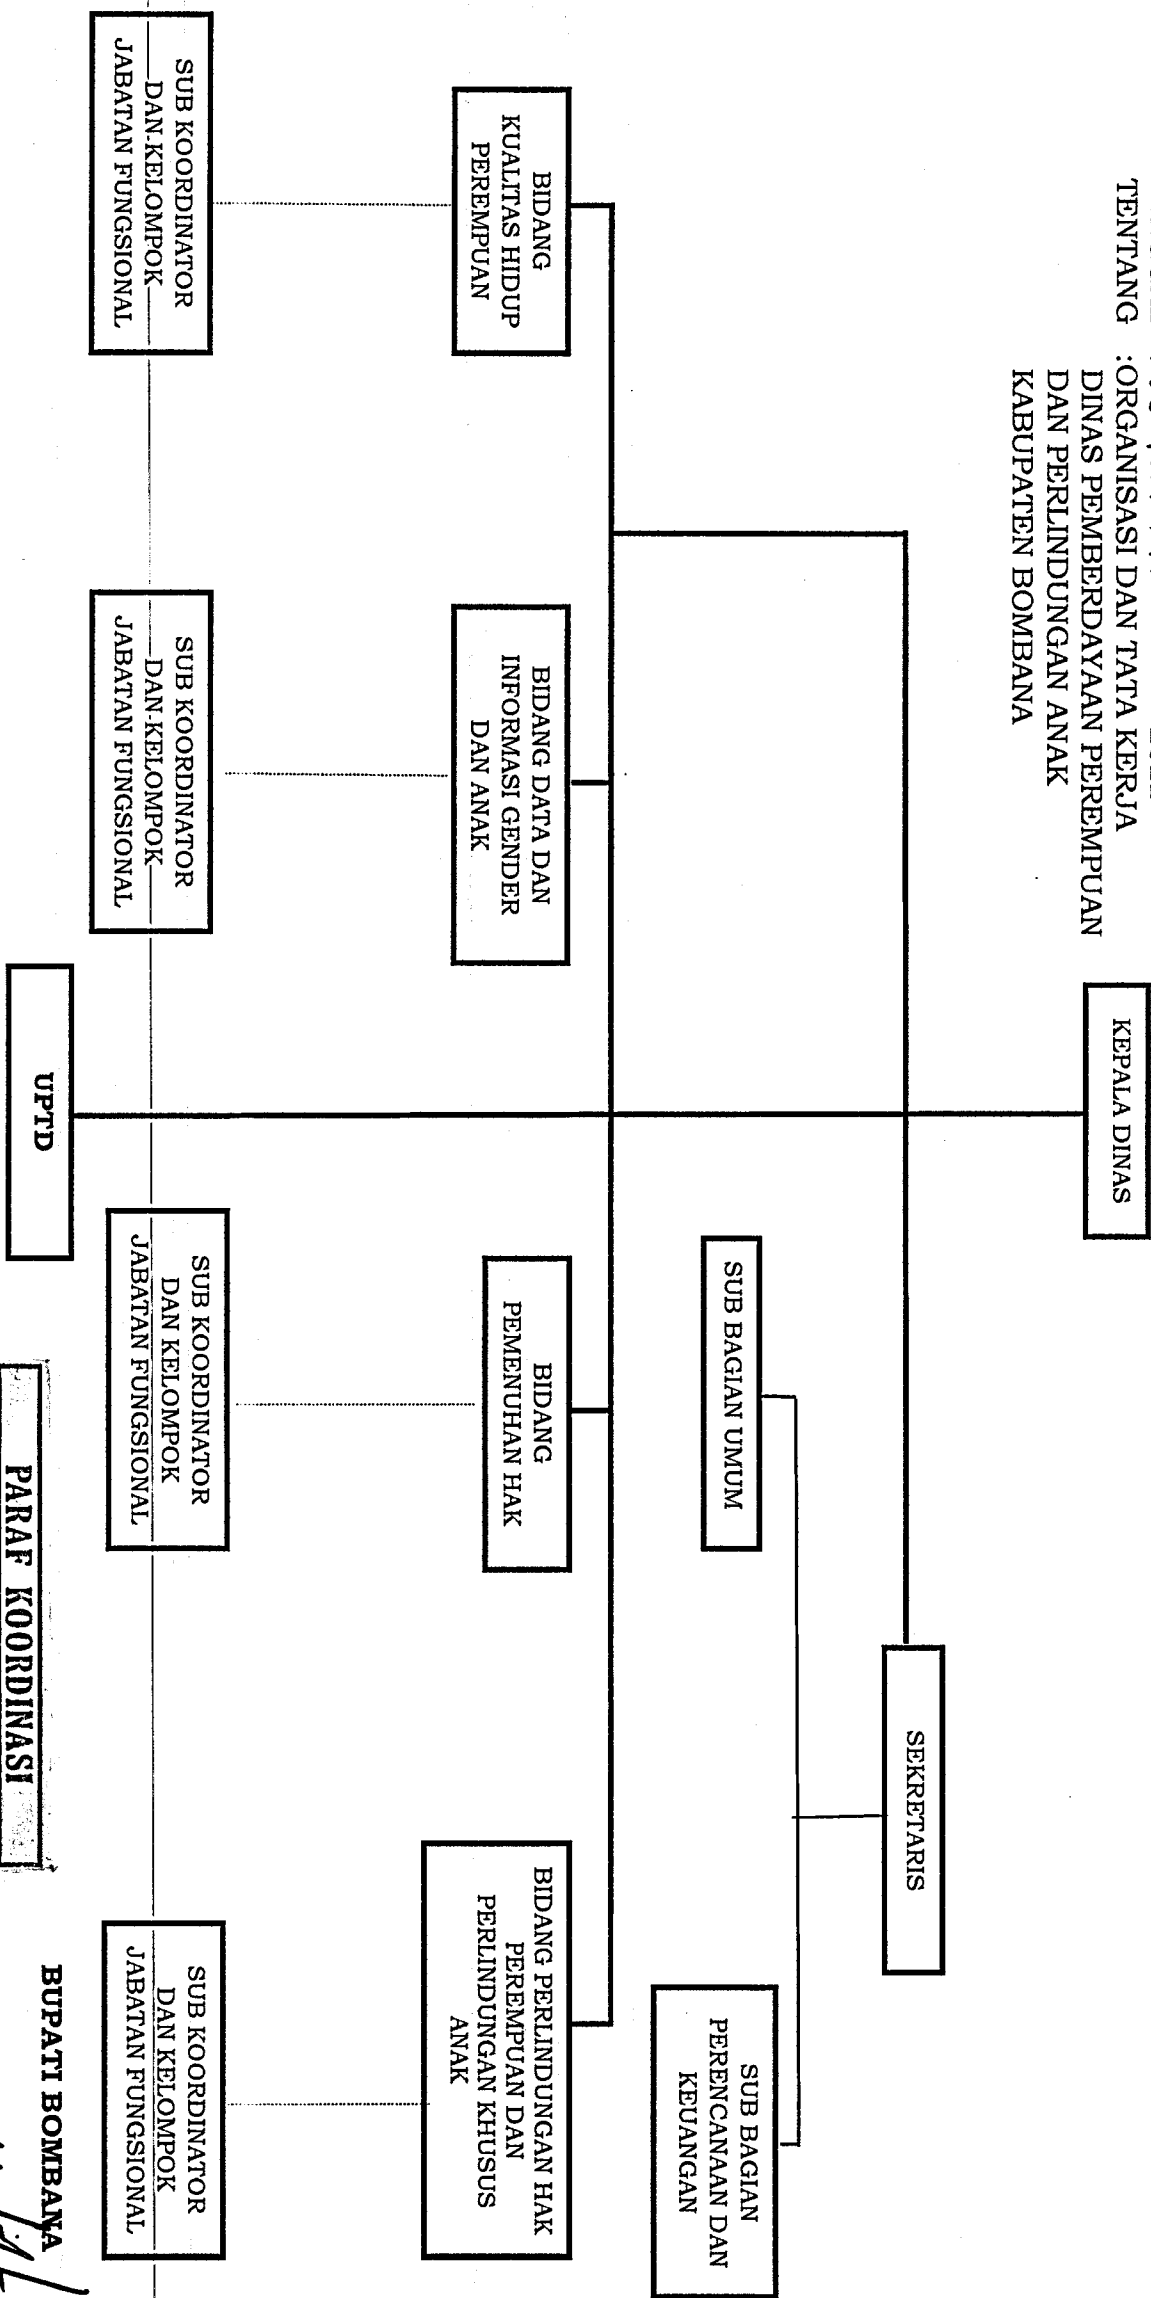 TENTANG :ORGANISASI DAN TATA KERJA
DINAS PEMBERDAYAAN PEREMPUAN
DAN PERLINDUNGAN ANAK
KABUPATEN BOMBANA
KEPALA DINAS
SEKRETARIS
SUB BAGIAN UMUM
SUB BAGIAN
PERENCANAAN DAN
KEUANGAN
BIDANG
KUALITAS HIDUP
PEREMPUAN
BIDANG DATA DAN
INFORMASI GENDER
DAN ANAK
BIDANG
PEMENUHAN HAK
BIDANG PERLINDUNGAN HAK
PEREMPUAN DAN
PERLINDUNGAN KHUSUS
ANAK
SUB KOORDINATOR
DAN KELOMPOK
JABATAN FUNGSIONAL
SUB KOORDINATOR
DAN KELOMPOK
JABATAN FUNGSIONAL
SUB KOORDINATOR
DAN KELOMPOK
JABATAN FUNGSIONAL
SUB KOORDINATOR
DAN KELOMPOK
JABATAN FUNGSIONAL
UPTD
PARAF KOORDINASI
BUPATI BOMBANA